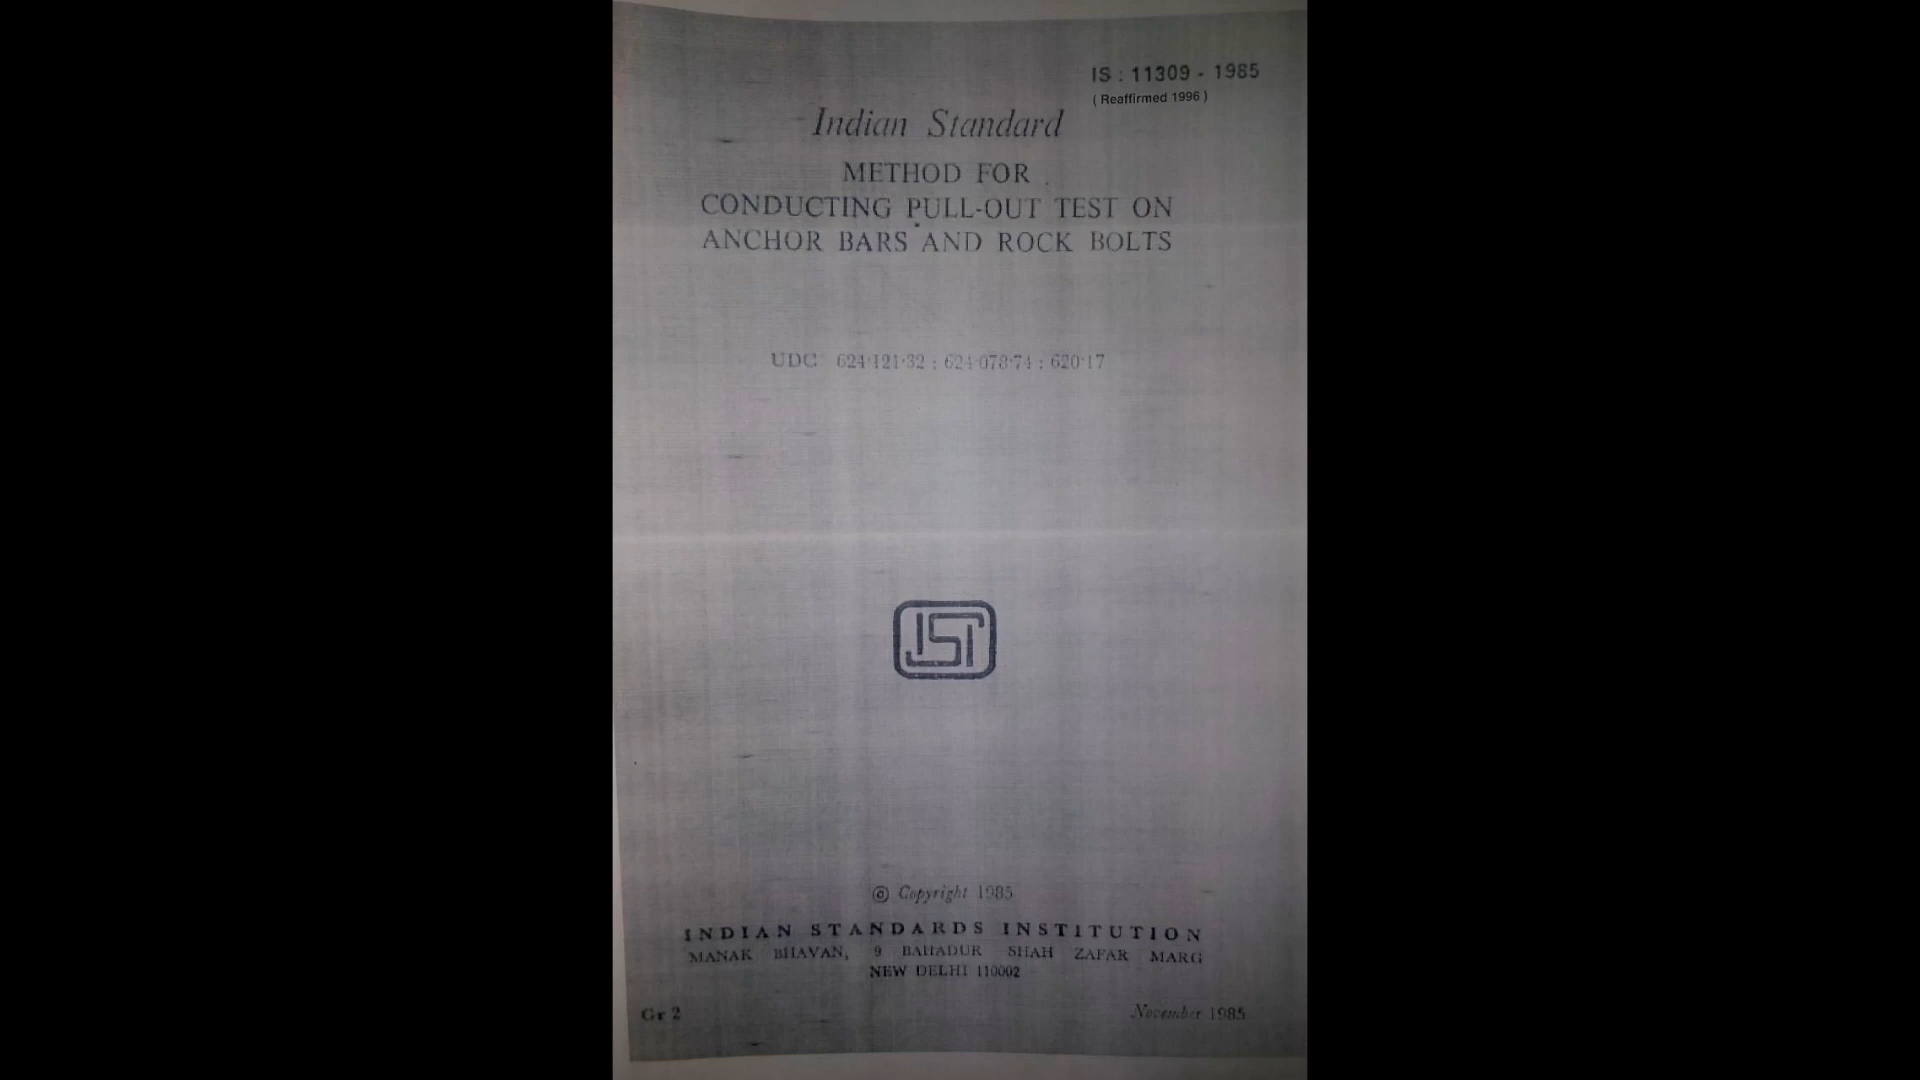 IS : 11309 - 1985
( Reaffirmed 1996 )
Indian Standard
METHOD FOR
CONDUCTING PULL-OUT TEST ON
ANCHOR BARS AND ROCK BOLTS
UDC 624·121·32 : 624·078·74 : 620·17
ISI
© Copyright 1985
INDIAN STANDARDS INSTITUTION
MANAK BHAVAN, 9 BAHADUR SHAH ZAFAR MARG
NEW DELHI 110002
Gr 2
November 1985